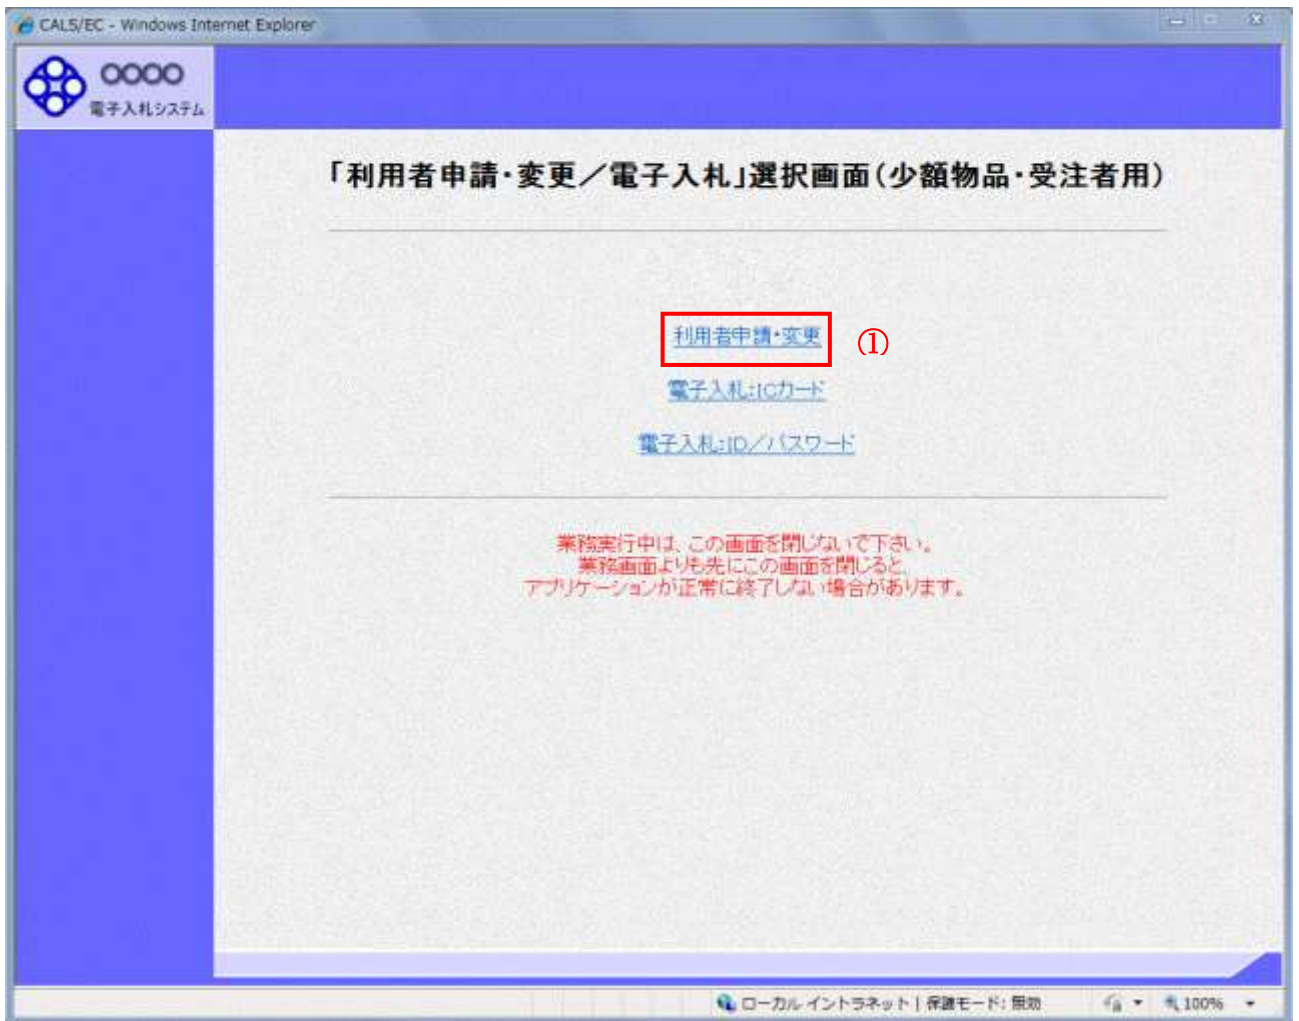 CALS/EC - Windows Internet Explorer
○○○○
電子入札システム
「利用者申請・変更／電子入札」選択画面（少額物品・受注者用）
利用者申請・変更
①
電子入札:ICカード
電子入札:ID／パスワード
業務実行中は、この画面を閉じないで下さい。
業務画面よりも先にこの画面を閉じると
アプリケーションが正常に終了しない場合があります。
ローカル イントラネット | 保護モード: 無効
100%